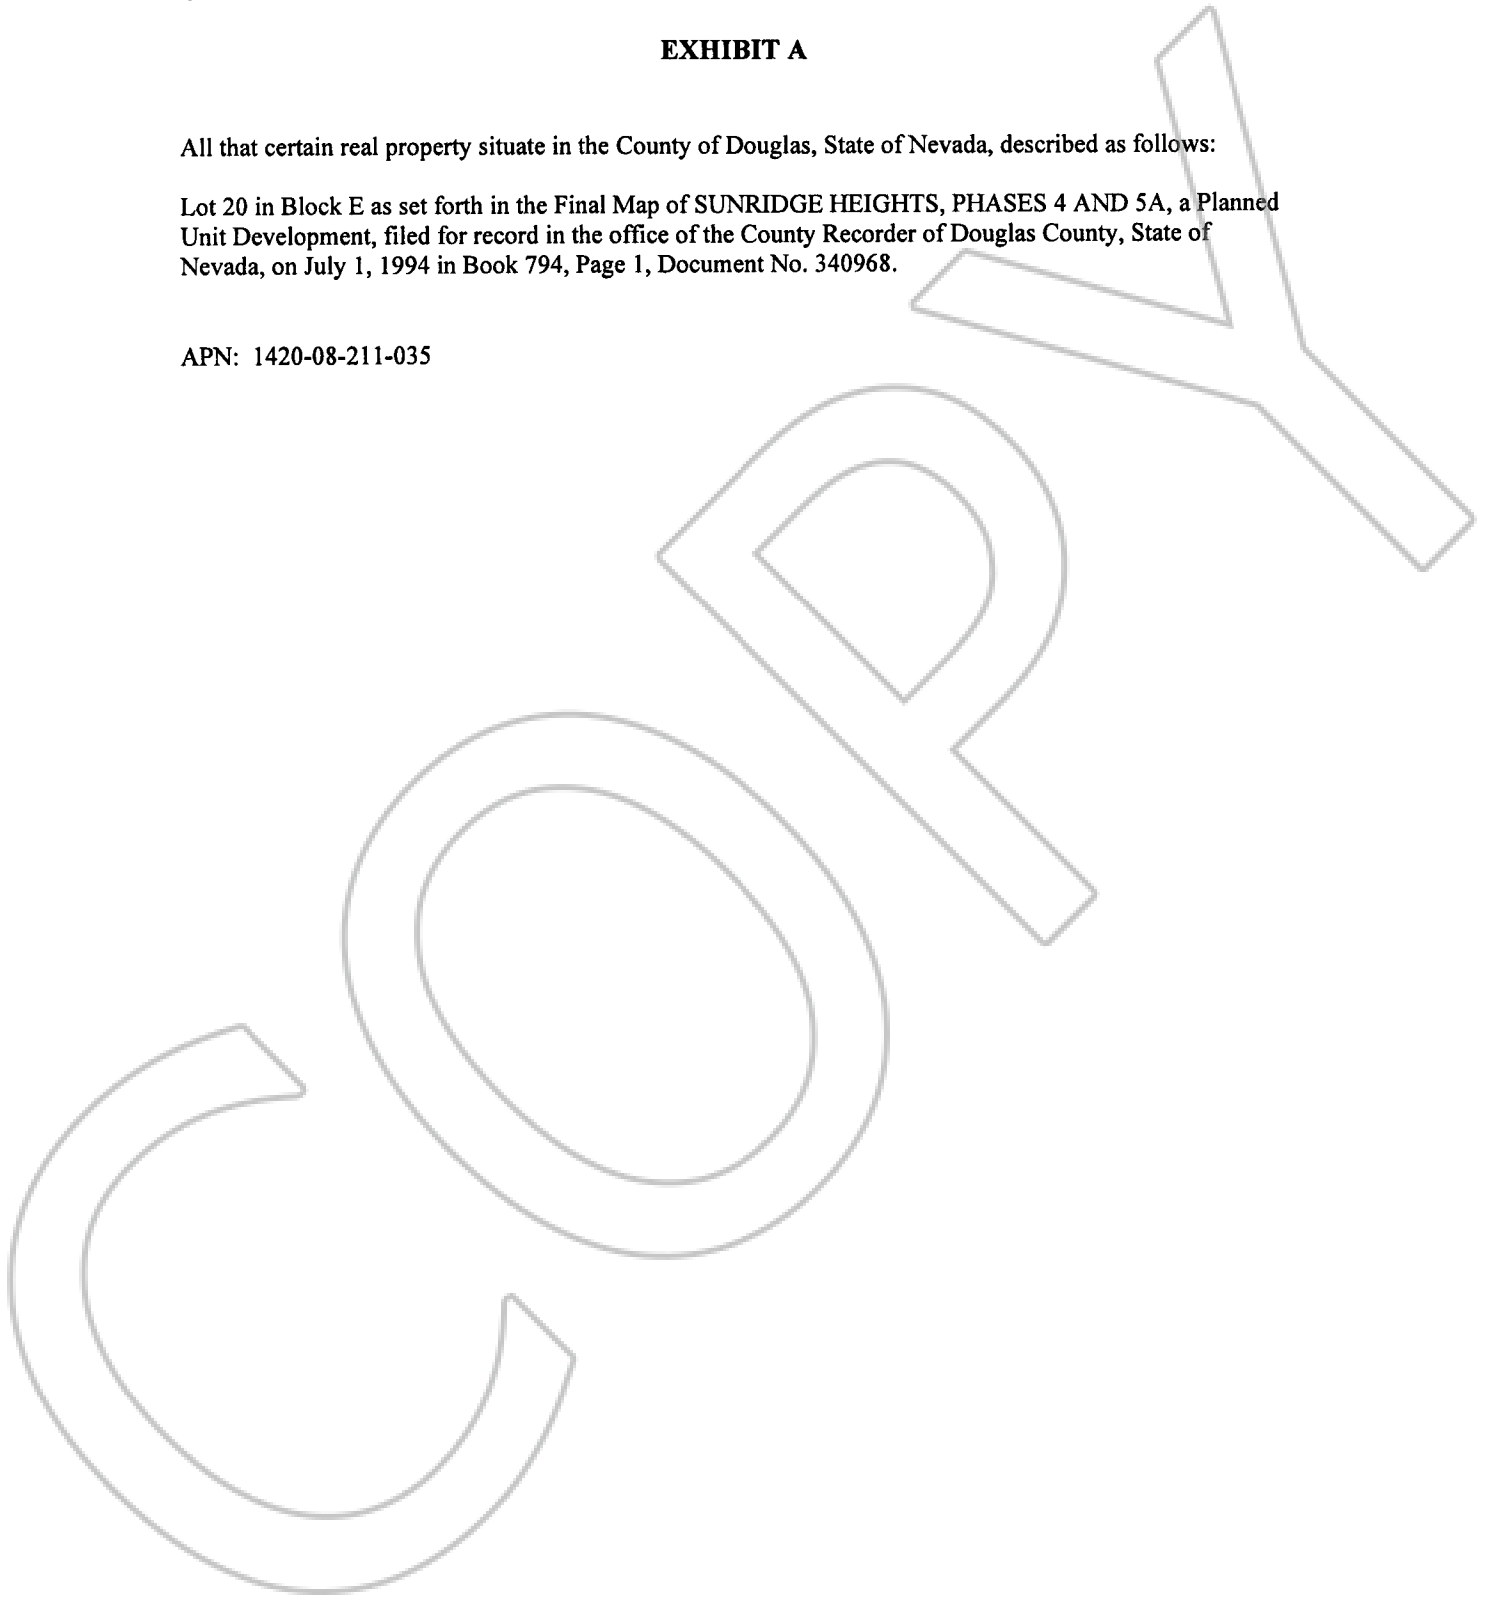 EXHIBIT A
All that certain real property situate in the County of Douglas, State of Nevada, described as follows:
Lot 20 in Block E as set forth in the Final Map of SUNRIDGE HEIGHTS, PHASES 4 AND 5A, a Planned
Unit Development, filed for record in the office of the County Recorder of Douglas County, State of
Nevada, on July 1, 1994 in Book 794, Page 1, Document No. 340968.
APN: 1420-08-211-035
COPY